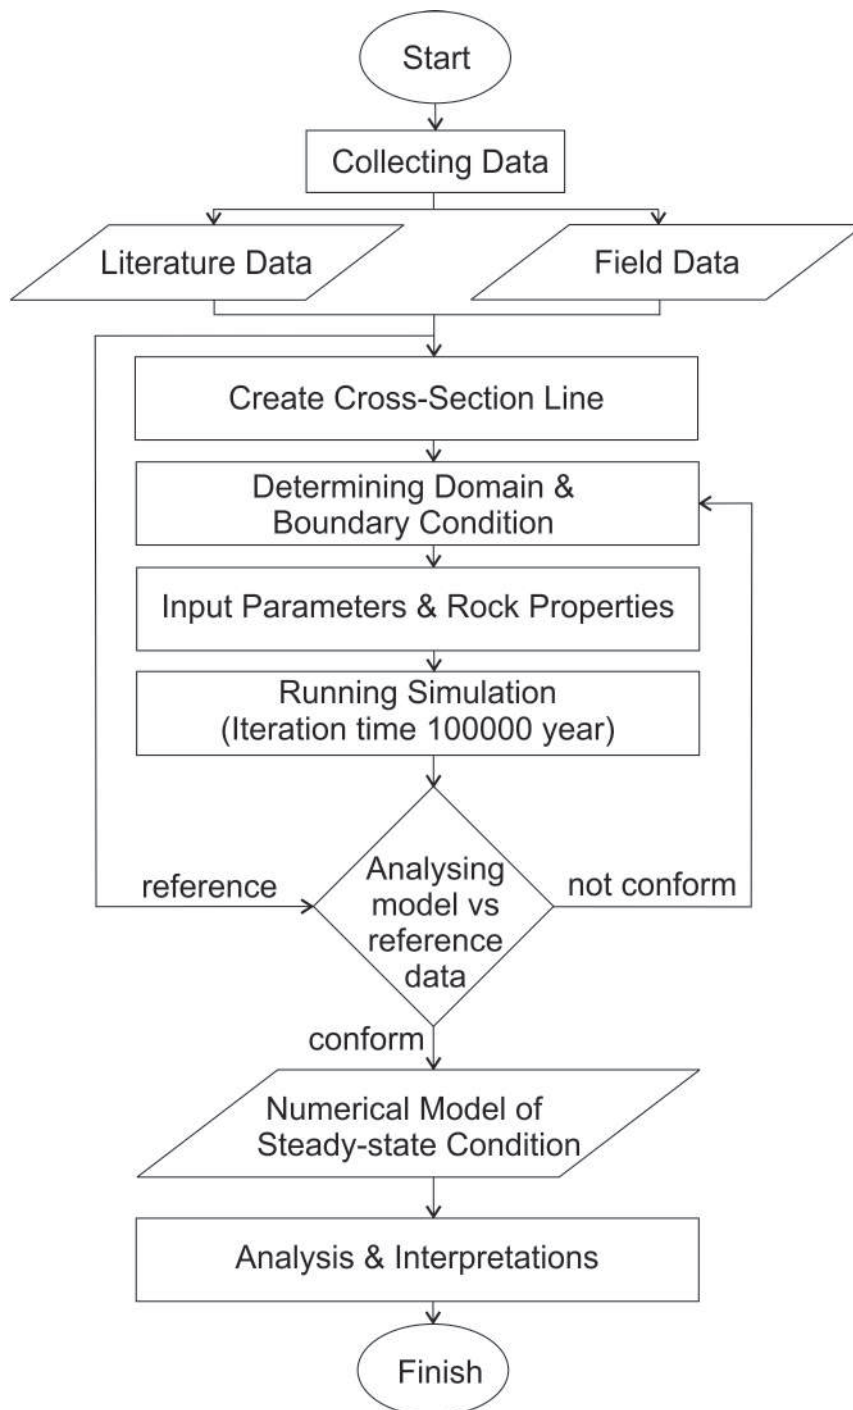 Start
Collecting Data
Literature Data
Field Data
Create Cross-Section Line
Determining Domain &
Boundary Condition
Input Parameters & Rock Properties
Running Simulation
(Iteration time 100000 year)
Analysing
model vs
reference
data
reference
not conform
conform
Numerical Model of
Steady-state Condition
Analysis & Interpretations
Finish